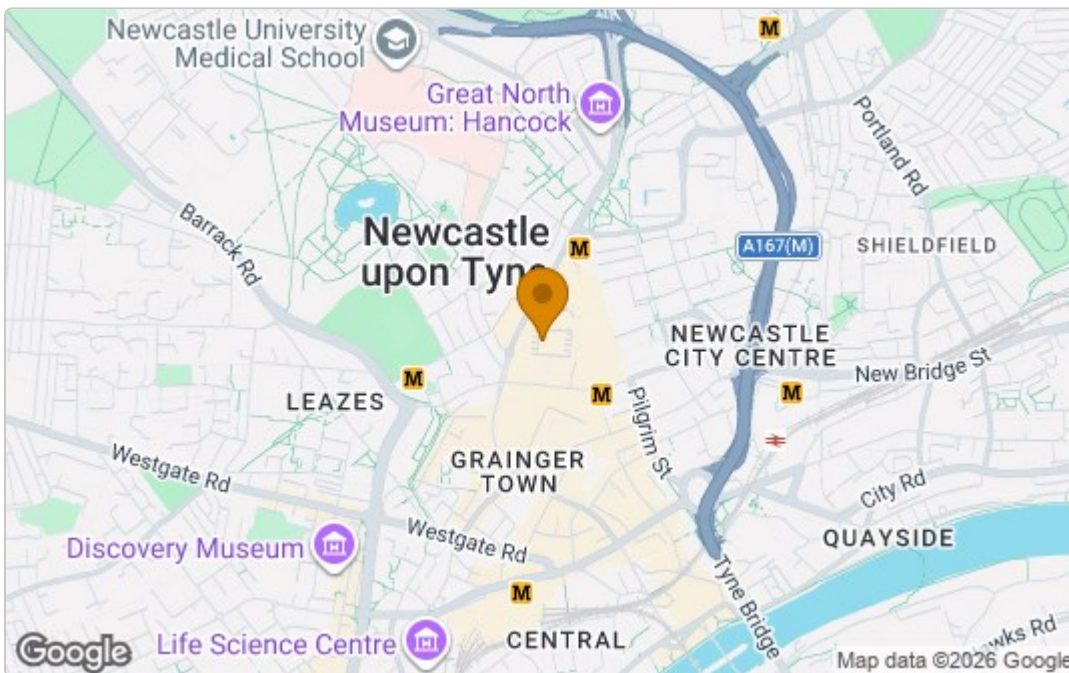 Newcastle University
Medical School
Great North
Museum: Hancock
Portland Rd
Barrack Rd
Newcastle
upon Tyne
A167(M)
SHIELDFIELD
NEWCASTLE
CITY CENTRE
New Bridge St
LEAZES
Pilgrim St
GRAINGER
TOWN
Westgate Rd
Westgate Rd
City Rd
QUAYSIDE
Discovery Museum
Tyne Bridge
Life Science Centre
CENTRAL
M
M
M
M
M
M
Google
Map data ©2026 Google